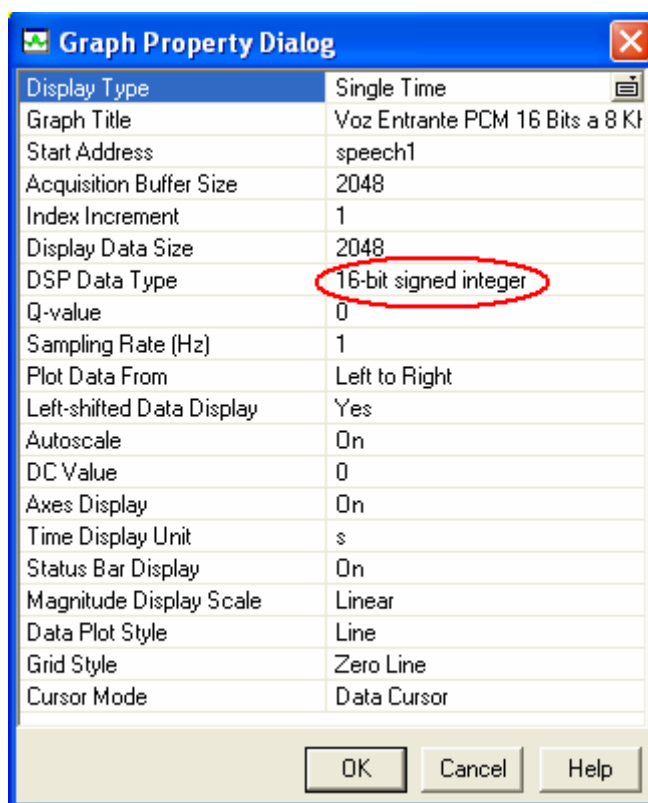 Graph Property Dialog
Display Type Single Time
Graph Title Voz Entrante PCM 16 Bits a 8 KH
Start Address speech1
Acquisition Buffer Size 2048
Index Increment 1
Display Data Size 2048
DSP Data Type 16-bit signed integer
Q-value 0
Sampling Rate (Hz) 1
Plot Data From Left to Right
Left-shifted Data Display Yes
Autoscale On
DC Value 0
Axes Display On
Time Display Unit s
Status Bar Display On
Magnitude Display Scale Linear
Data Plot Style Line
Grid Style Zero Line
Cursor Mode Data Cursor
OK Cancel Help